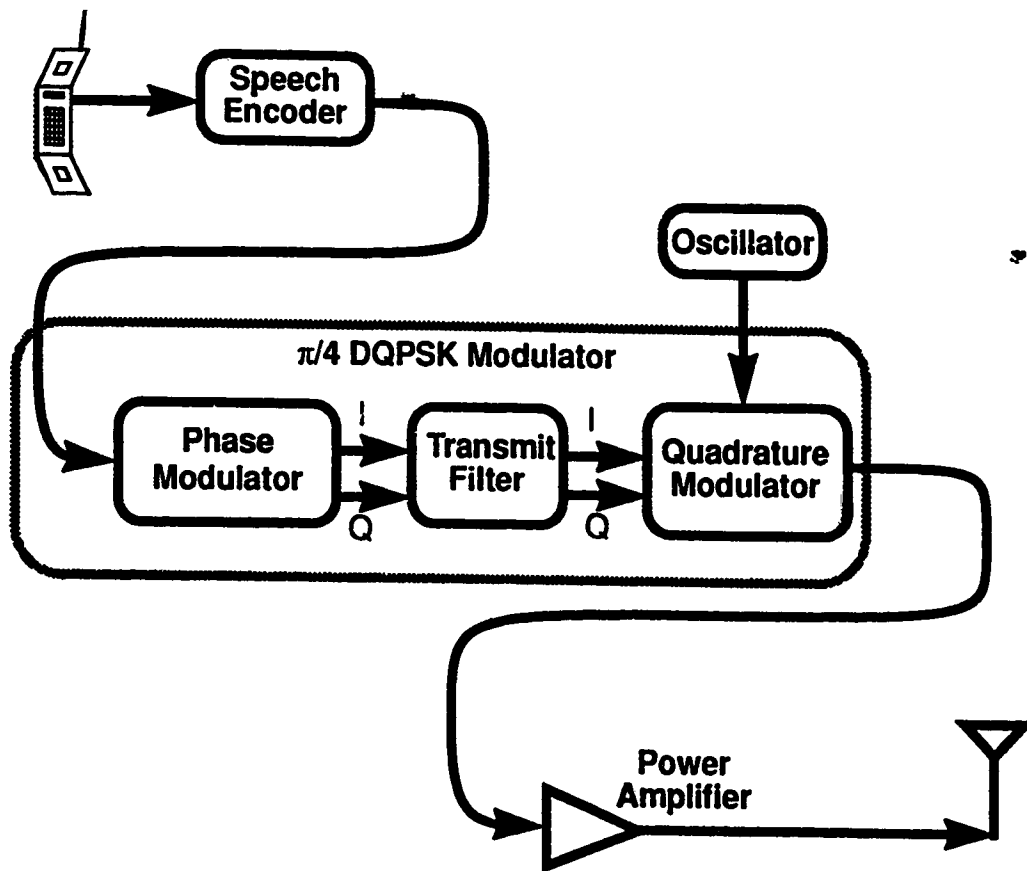 Speech
Encoder
Oscillator
π/4 DQPSK Modulator
Phase
Modulator
I
Q
Transmit
Filter
I
Q
Quadrature
Modulator
Power
Amplifier